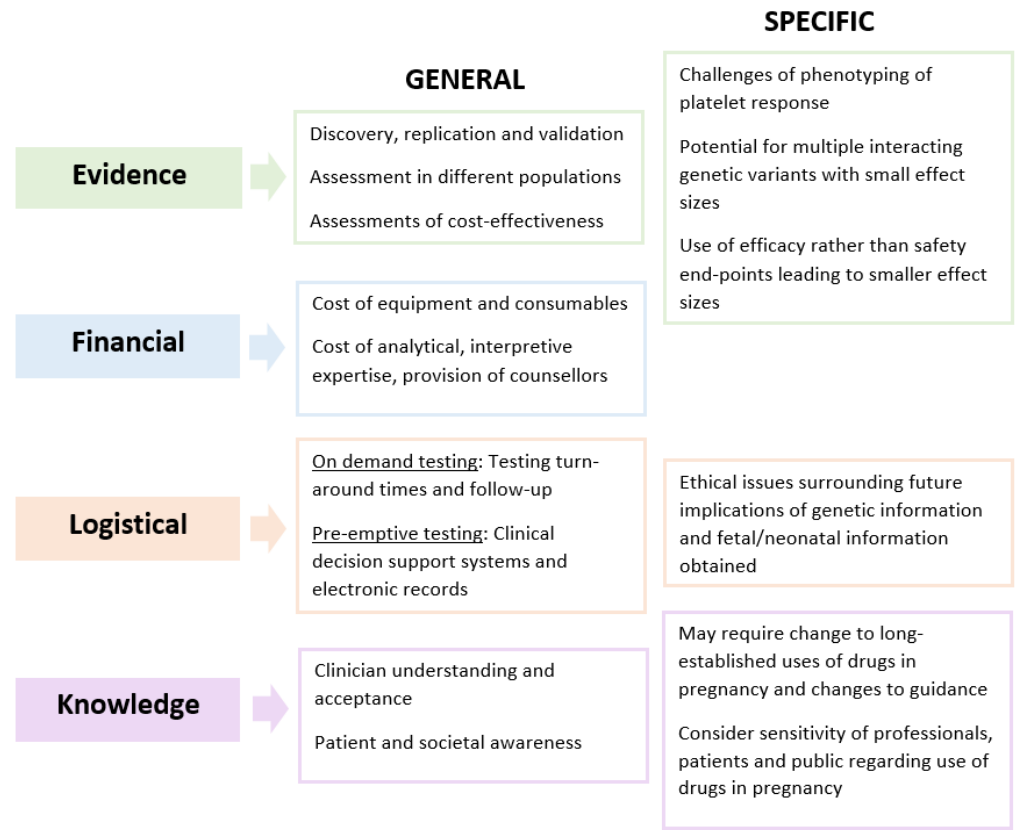 SPECIFIC
GENERAL
Evidence
Discovery, replication and validation
Assessment in different populations
Assessments of cost-effectiveness
Challenges of phenotyping of
platelet response
Potential for multiple interacting
genetic variants with small effect
sizes
Use of efficacy rather than safety
end-points leading to smaller effect
sizes
Financial
Cost of equipment and consumables
Cost of analytical, interpretive
expertise, provision of counsellors
Logistical
On demand testing: Testing turn-
around times and follow-up
Pre-emptive testing: Clinical
decision support systems and
electronic records
Ethical issues surrounding future
implications of genetic information
and fetal/neonatal information
obtained
Knowledge
Clinician understanding and
acceptance
Patient and societal awareness
May require change to long-
established uses of drugs in
pregnancy and changes to guidance
Consider sensitivity of professionals,
patients and public regarding use of
drugs in pregnancy